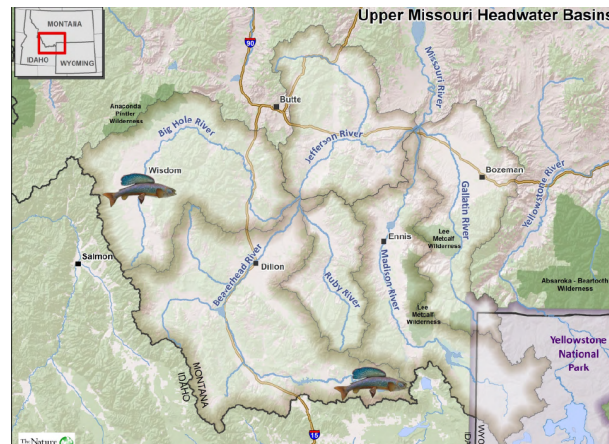 Upper Missouri Headwater Basins
MONTANA
IDAHO
WYOMING
90
Missouri River
Butte
Anaconda
Pintler
Wilderness
Big Hole River
Jefferson River
Wisdom
Bozeman
Yellowstone River
Gallatin River
Salmon
Ennis
Lee
Metcalf
Wilderness
Dillon
Beaverhead River
Ruby River
Madison River
Absaroka - Beartooth
Wilderness
Lee
Metcalf
Wilderness
Yellowstone
National
Park
MONTANA
IDAHO
15
The Nature